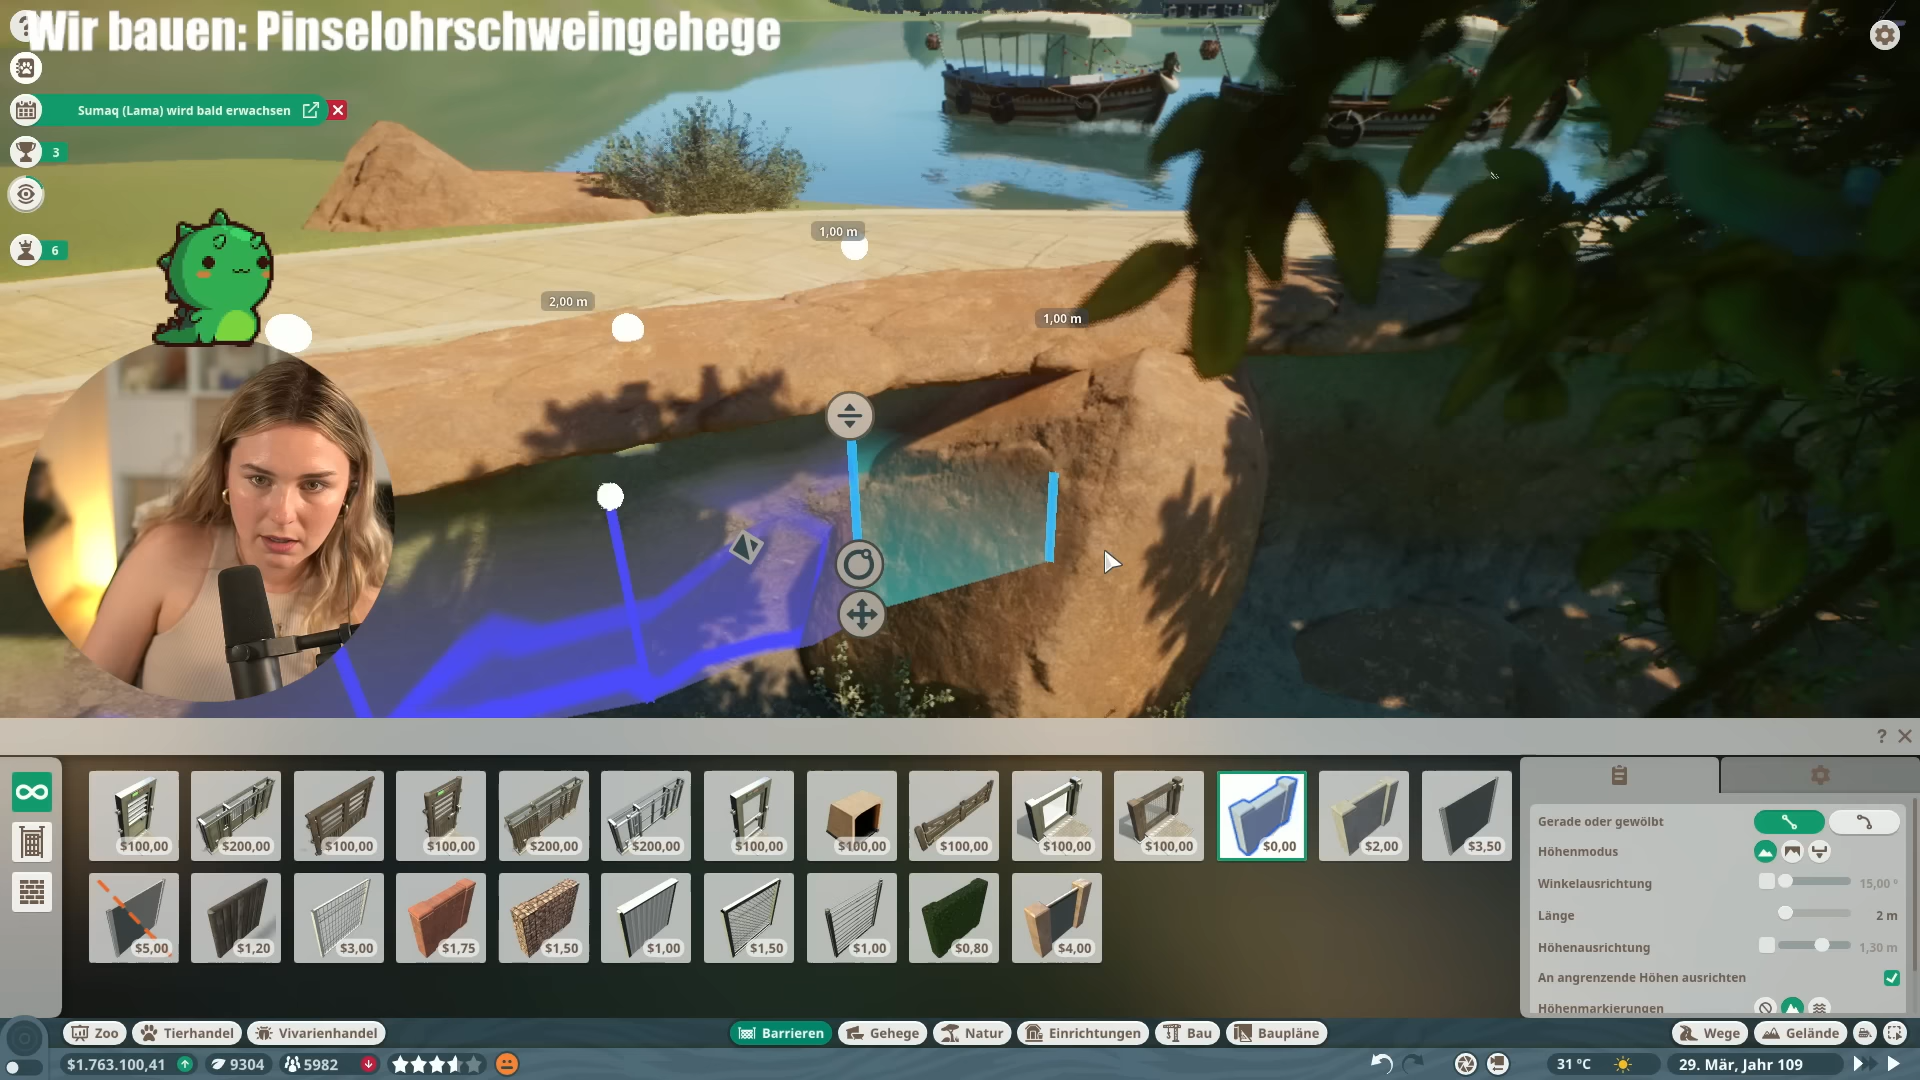 Wir bauen: Pinselohrschweingehege
Sumaq (Lama) wird bald erwachsen
3
6
1,00 m
2,00 m
1,00 m
?
$100,00 $200,00 $100,00 $100,00 $200,00 $200,00 $100,00 $100,00 $100,00 $100,00 $100,00 $0,00 $2,00 $3,50
$5,00 $1,20 $3,00 $1,75 $1,50 $1,00 $1,50 $1,00 $0,80 $4,00
Gerade oder gewölbt
Höhenmodus
Winkelausrichtung 15,00 °
Länge 2 m
Höhenausrichtung 1,30 m
An angrenzende Höhen ausrichten
Höhenmarkierungen
Zoo Tierhandel Vivarienhandel Barrieren Gehege Natur Einrichtungen Bau Baupläne Wege Gelände
$1.763.100,41 9304 5982 31 °C 29. Mär, Jahr 109